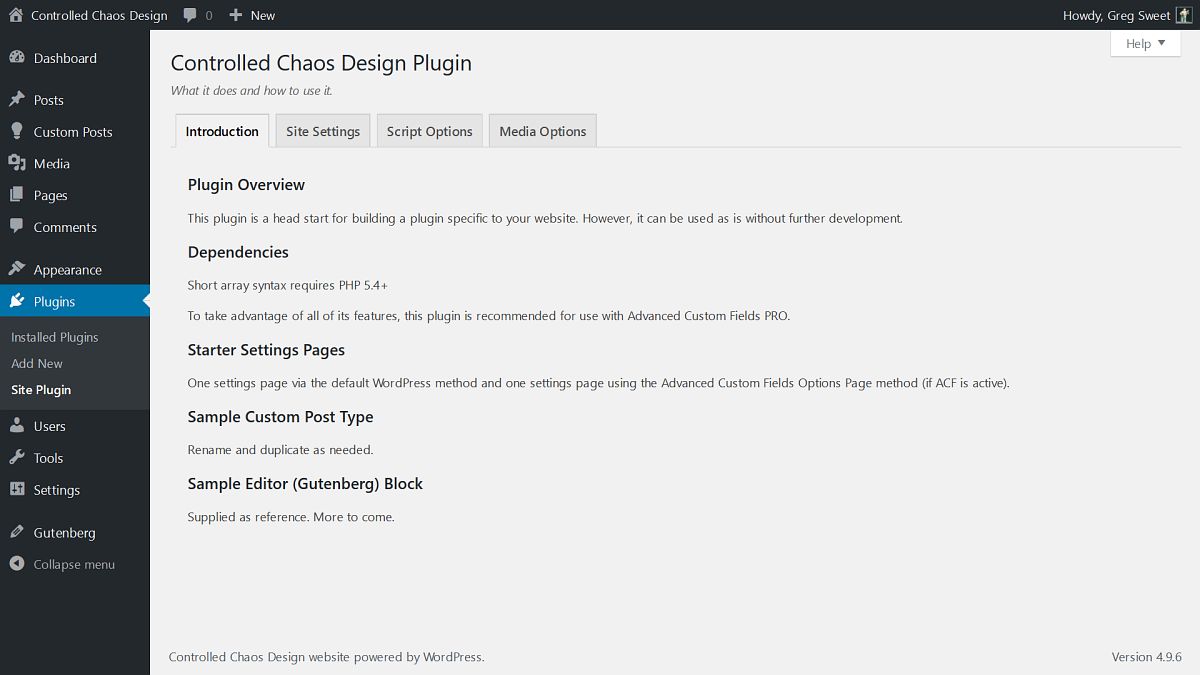 Controlled Chaos Design 0 New Howdy, Greg Sweet
Help
Dashboard
Posts
Custom Posts
Media
Pages
Comments
Appearance
Plugins
Installed Plugins
Add New
Site Plugin
Users
Tools
Settings
Gutenberg
Collapse menu
Controlled Chaos Design Plugin
What it does and how to use it.
Introduction Site Settings Script Options Media Options
Plugin Overview
This plugin is a head start for building a plugin specific to your website. However, it can be used as is without further development.
Dependencies
Short array syntax requires PHP 5.4+
To take advantage of all of its features, this plugin is recommended for use with Advanced Custom Fields PRO.
Starter Settings Pages
One settings page via the default WordPress method and one settings page using the Advanced Custom Fields Options Page method (if ACF is active).
Sample Custom Post Type
Rename and duplicate as needed.
Sample Editor (Gutenberg) Block
Supplied as reference. More to come.
Controlled Chaos Design website powered by WordPress. Version 4.9.6